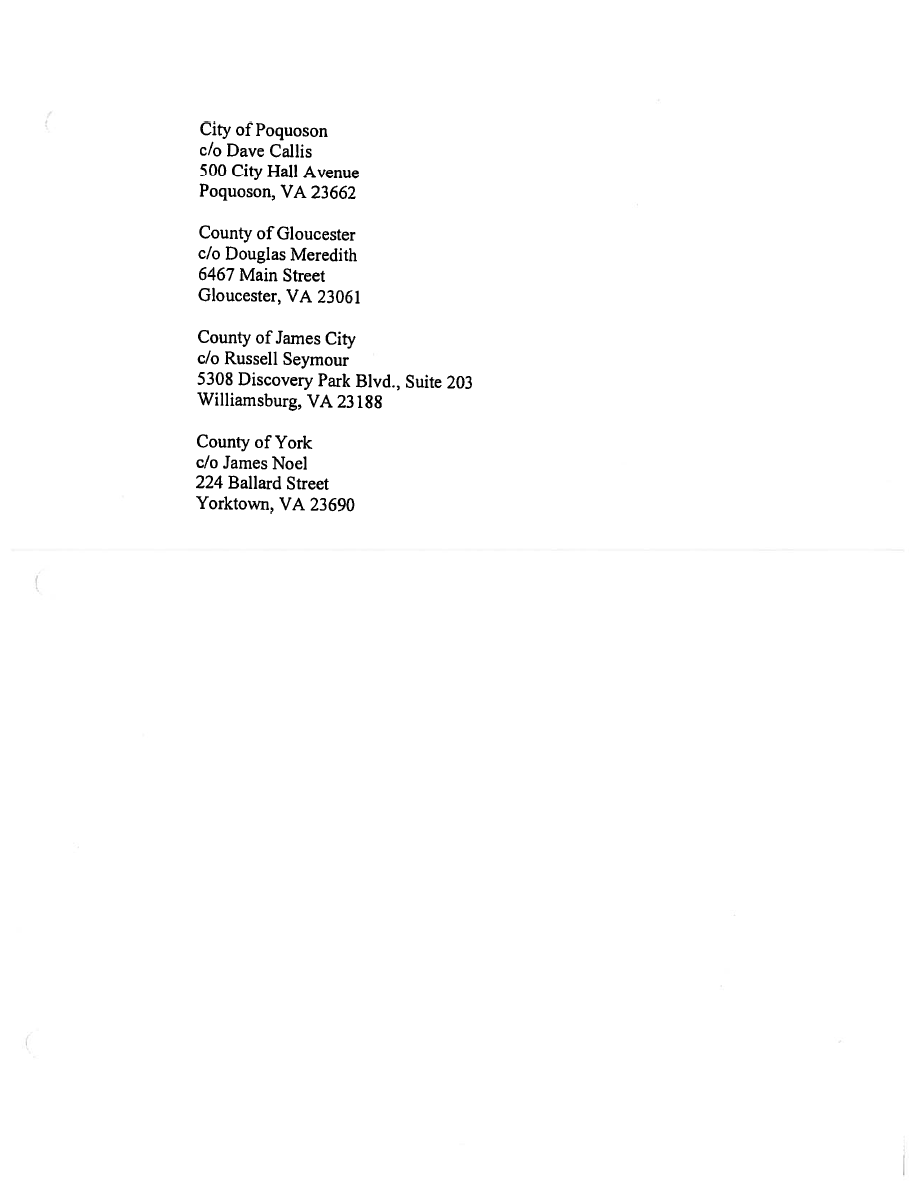 City of Poquoson
c/o Dave Callis
500 City Hall Avenue
Poquoson, VA 23662
County of Gloucester
c/o Douglas Meredith
6467 Main Street
Gloucester, VA 23061
County of James City
c/o Russell Seymour
5308 Discovery Park Blvd., Suite 203
Williamsburg, VA 23188
County of York
c/o James Noel
224 Ballard Street
Yorktown, VA 23690